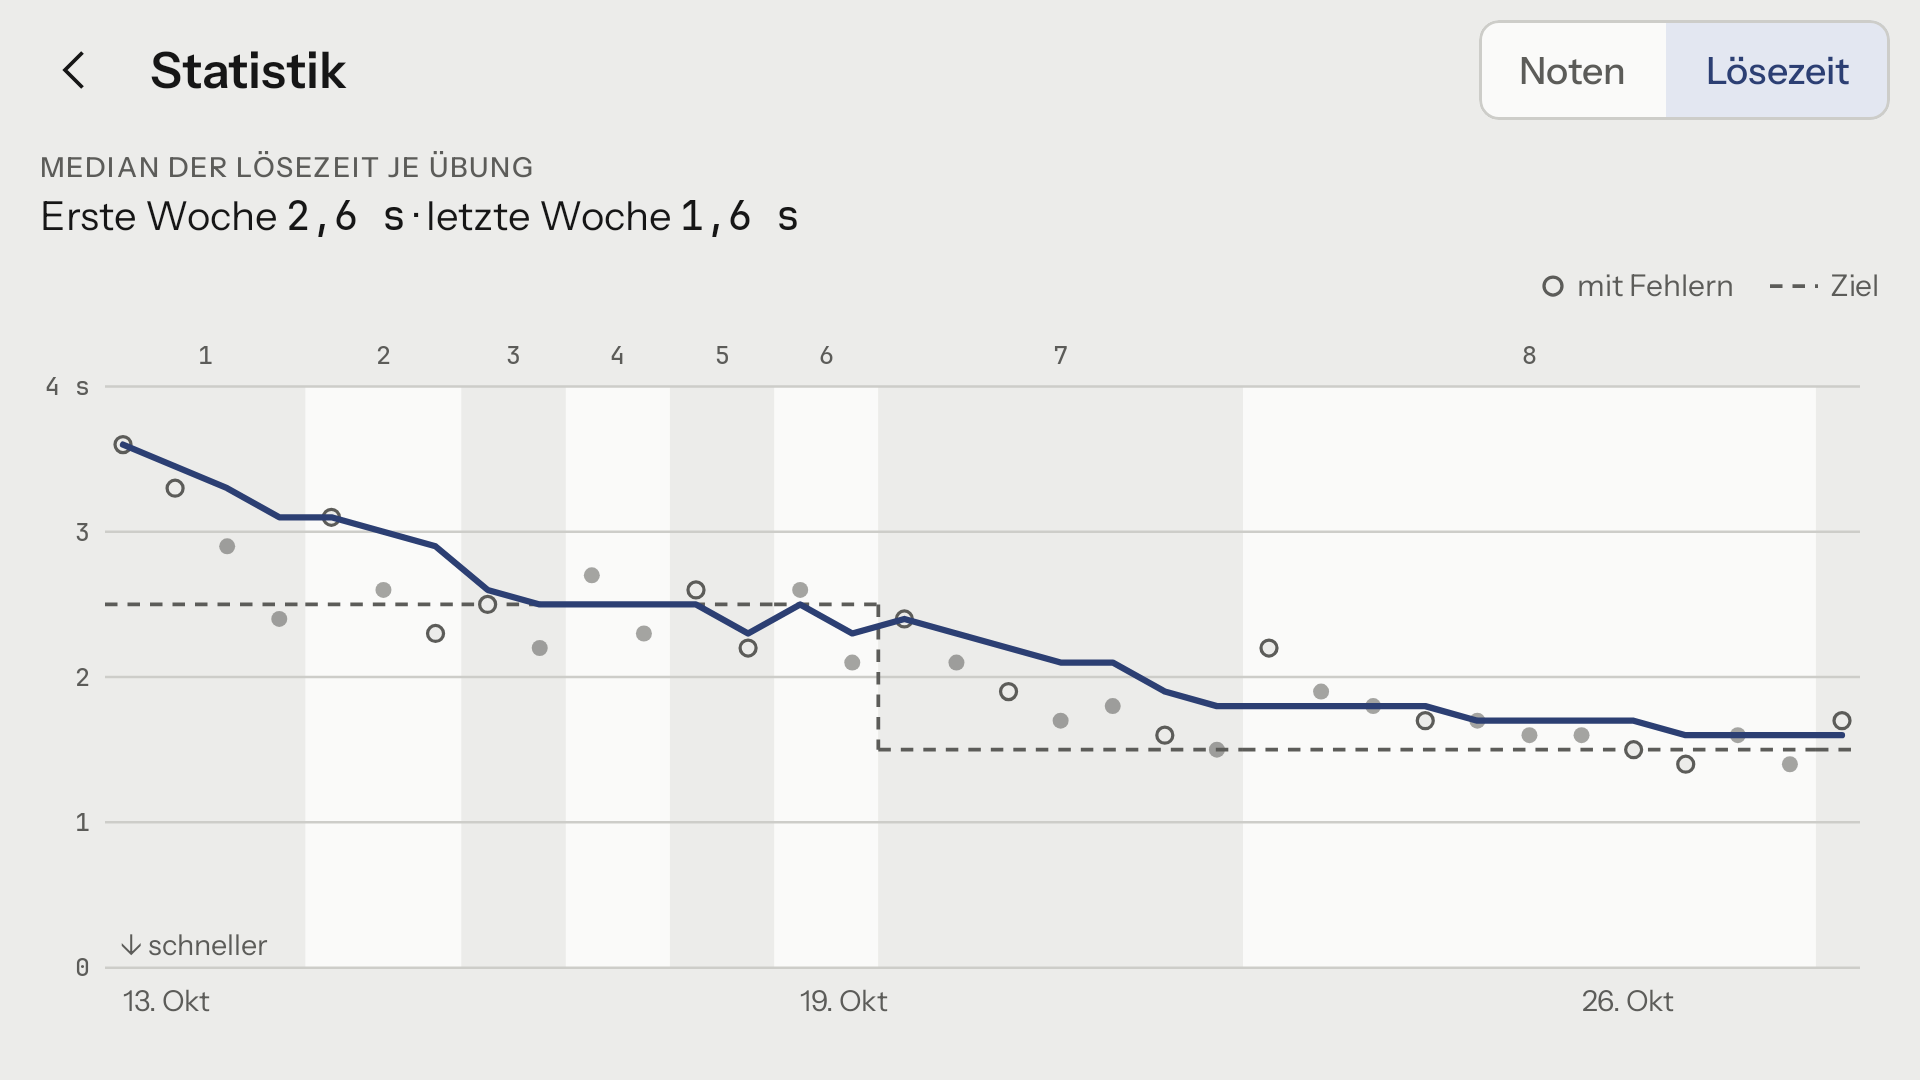 Statistik
Noten
Lösezeit
MEDIAN DER LÖSEZEIT JE ÜBUNG
Erste Woche 2,6 s · letzte Woche 1,6 s
mit Fehlern
Ziel
1 2 3 4 5 6 7 8
4 s
3
2
1
↓ schneller
0
13. Okt 19. Okt 26. Okt